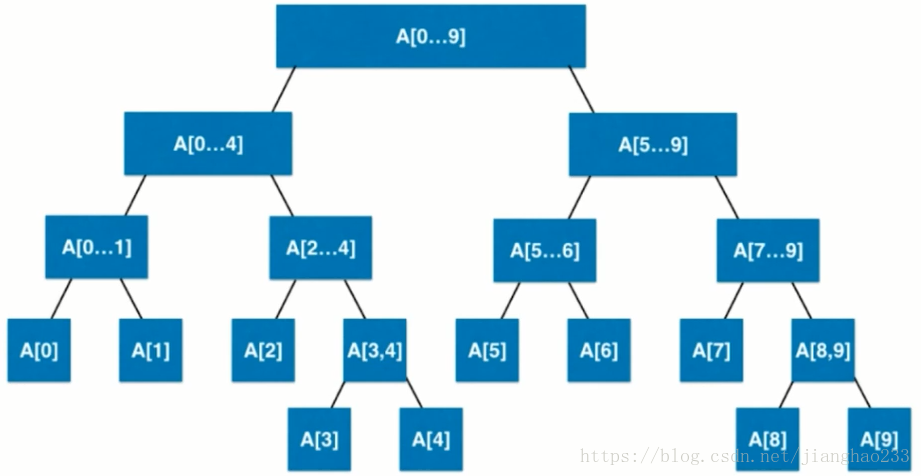 A[0...9]
A[0...4]
A[5...9]
A[0...1]
A[2...4]
A[5...6]
A[7...9]
A[0]
A[1]
A[2]
A[3,4]
A[5]
A[6]
A[7]
A[8,9]
A[3]
A[4]
A[8]
A[9]
https://blog.csdn.net/jianghao233